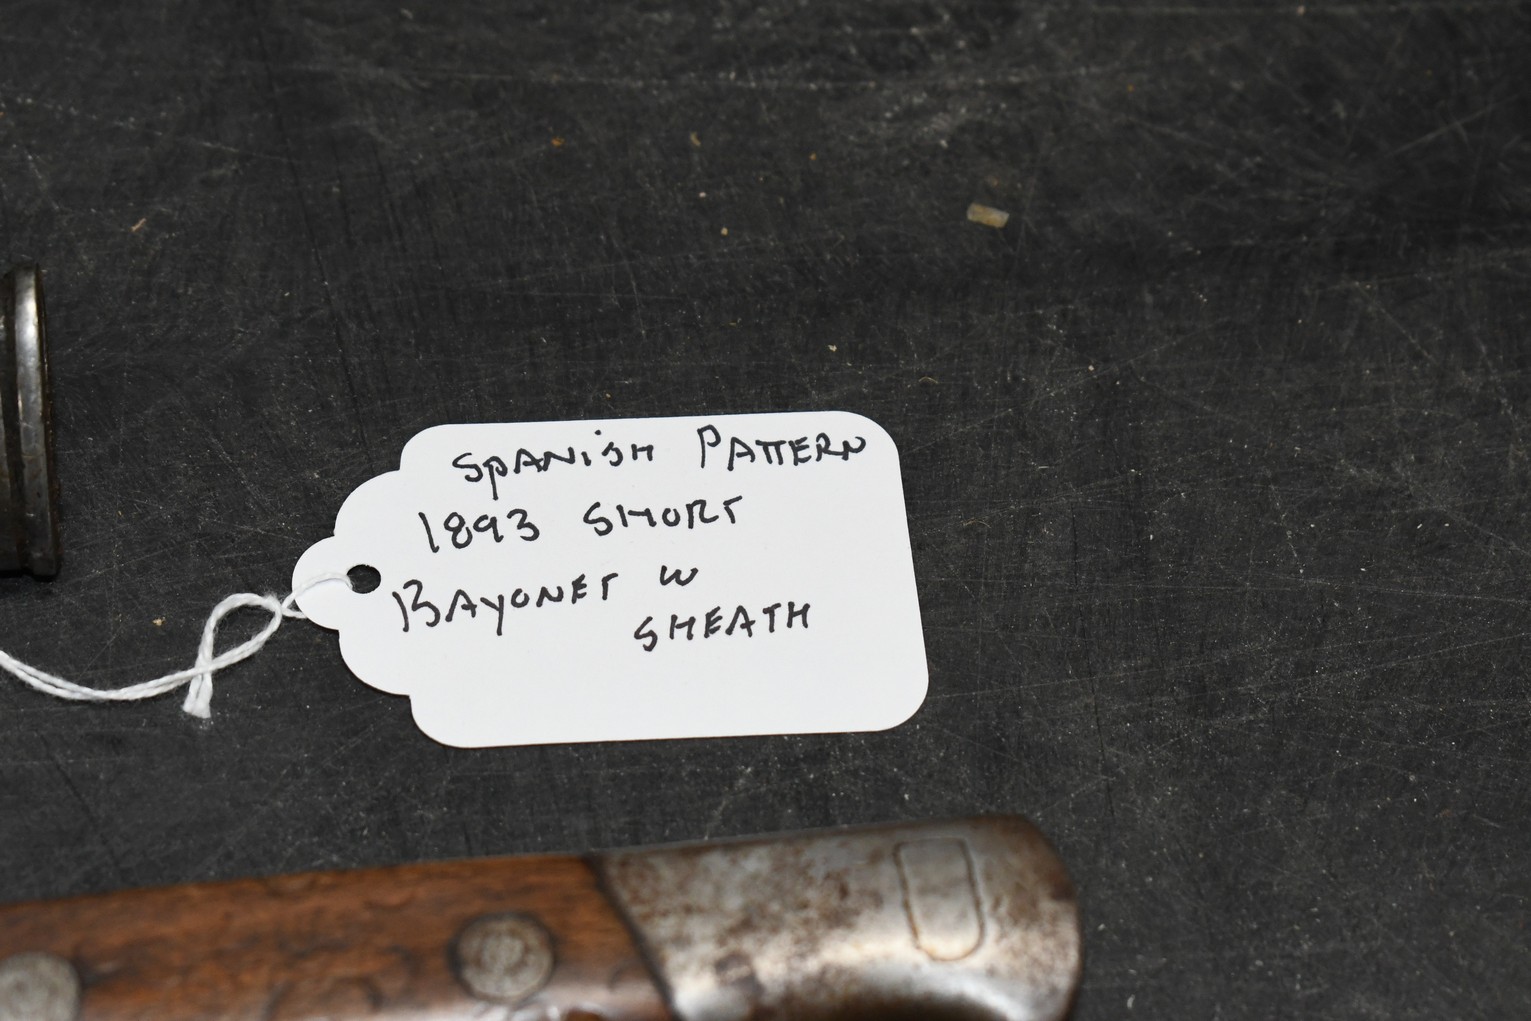 SPANiSH PATTERN
1893 SHORT
BAYONET W
SHEATH